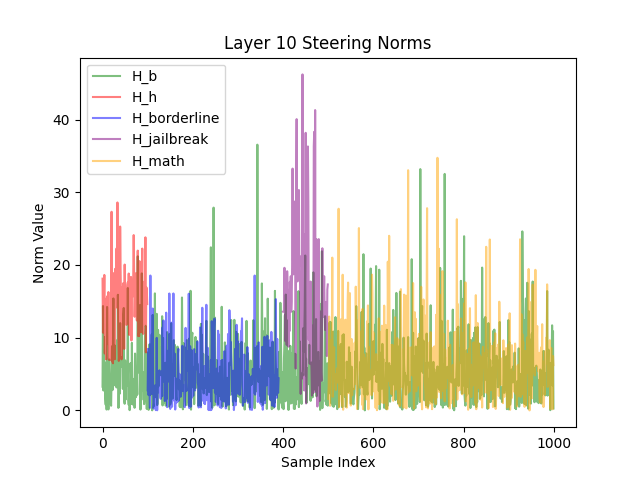 Layer 10 Steering Norms
H_b
H_h
H_borderline
H_jailbreak
H_math
Norm Value
40
30
20
10
0
0 200 400 600 800 1000
Sample Index